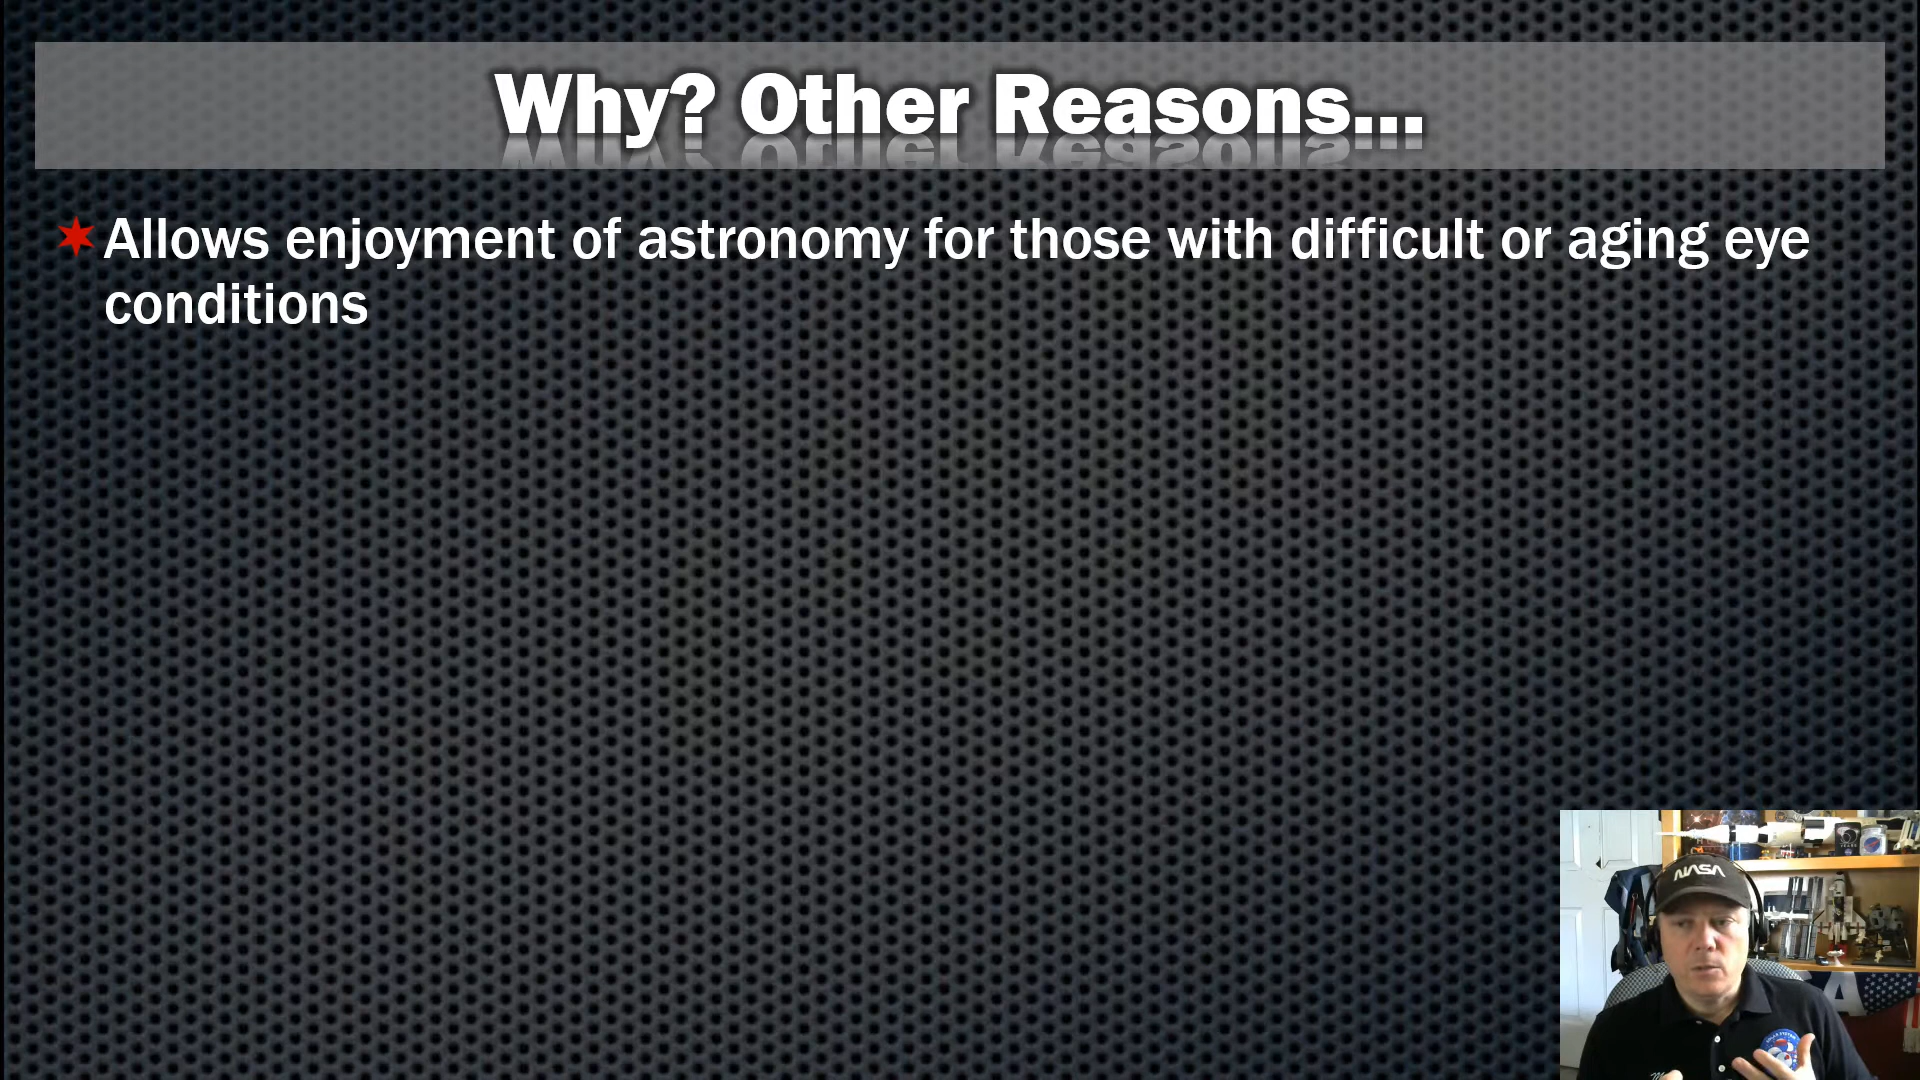 Why? Other Reasons...
Allows enjoyment of astronomy for those with difficult or aging eye
conditions
NASA